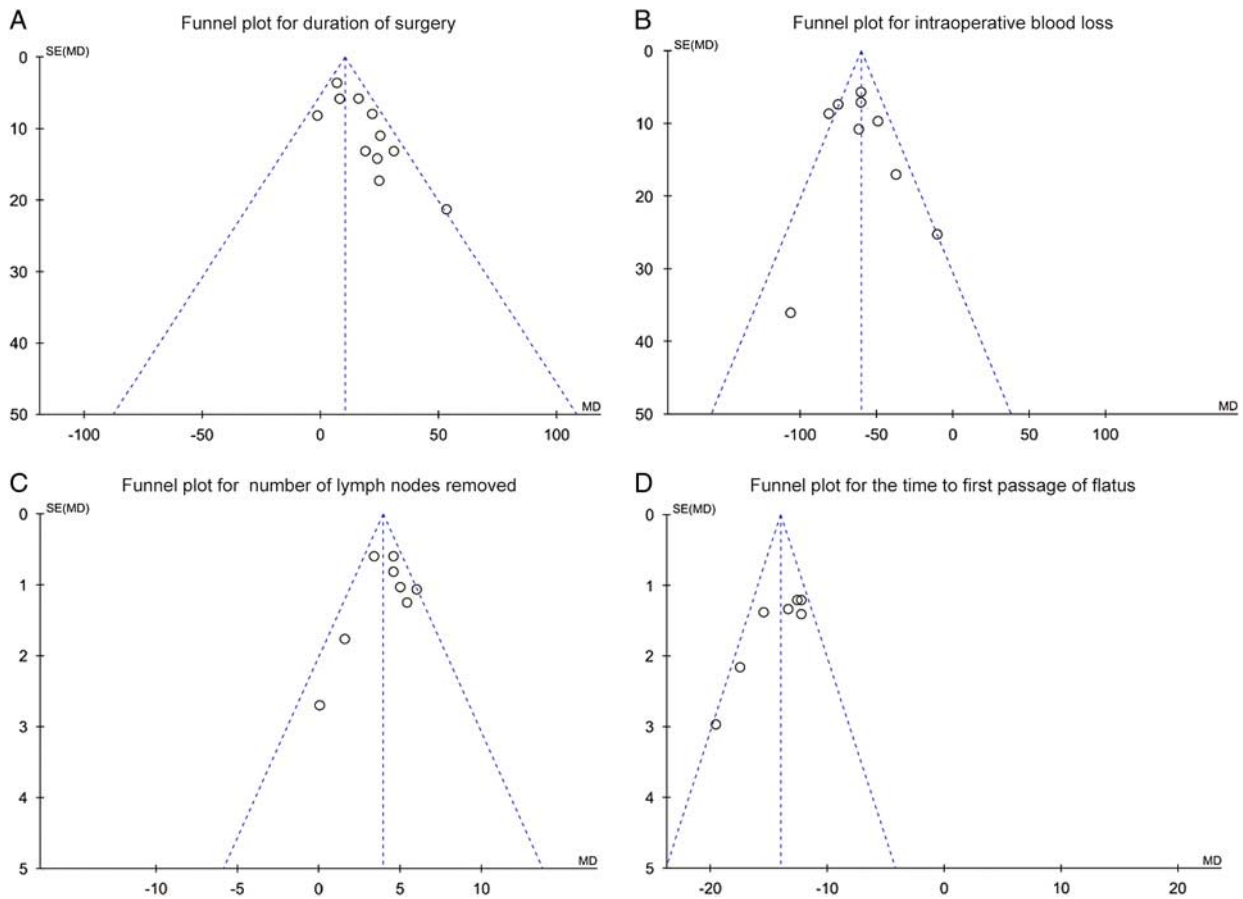 A
Funnel plot for duration of surgery
SE(MD)
0
10
20
30
40
50
MD
-100
-50
0
50
100
B
Funnel plot for intraoperative blood loss
SE(MD)
0
10
20
30
40
50
MD
-100
-50
0
50
100
C
Funnel plot for number of lymph nodes removed
SE(MD)
0
1
2
3
4
5
MD
-10
0
5
10
D
Funnel plot for the time to first passage of flatus
SE(MD)
0
1
2
3
4
5
MD
-20
-10
0
10
20